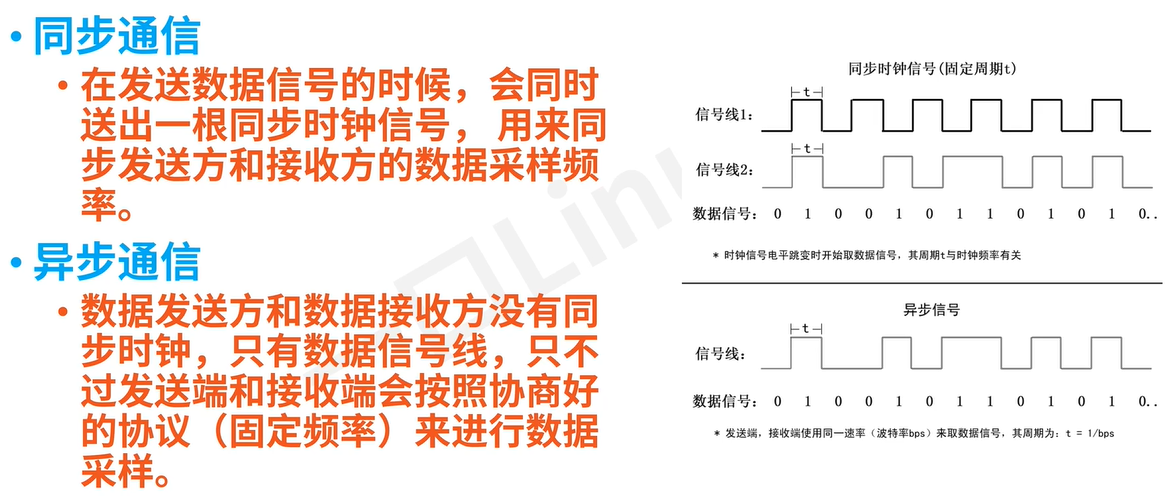 • 同步通信
• 在发送数据信号的时候，会同时
送出一根同步时钟信号， 用来同
步发送方和接收方的数据采样频
率。
• 异步通信
• 数据发送方和数据接收方没有同
步时钟，只有数据信号线，只不
过发送端和接收端会按照协商好
的协议（固定频率）来进行数据
采样。
同步时钟信号(固定周期t)
t
信号线1：
t
信号线2：
数据信号： 0 1 0 0 1 0 1 1 0 1 0 1 0..
* 时钟信号电平跳变时开始取数据信号，其周期t与时钟频率有关
异步信号
t
信号线：
数据信号： 0 1 0 0 1 0 1 1 0 1 0 1 0..
* 发送端，接收端使用同一速率（波特率bps）来取数据信号，其周期为：t = 1/bps